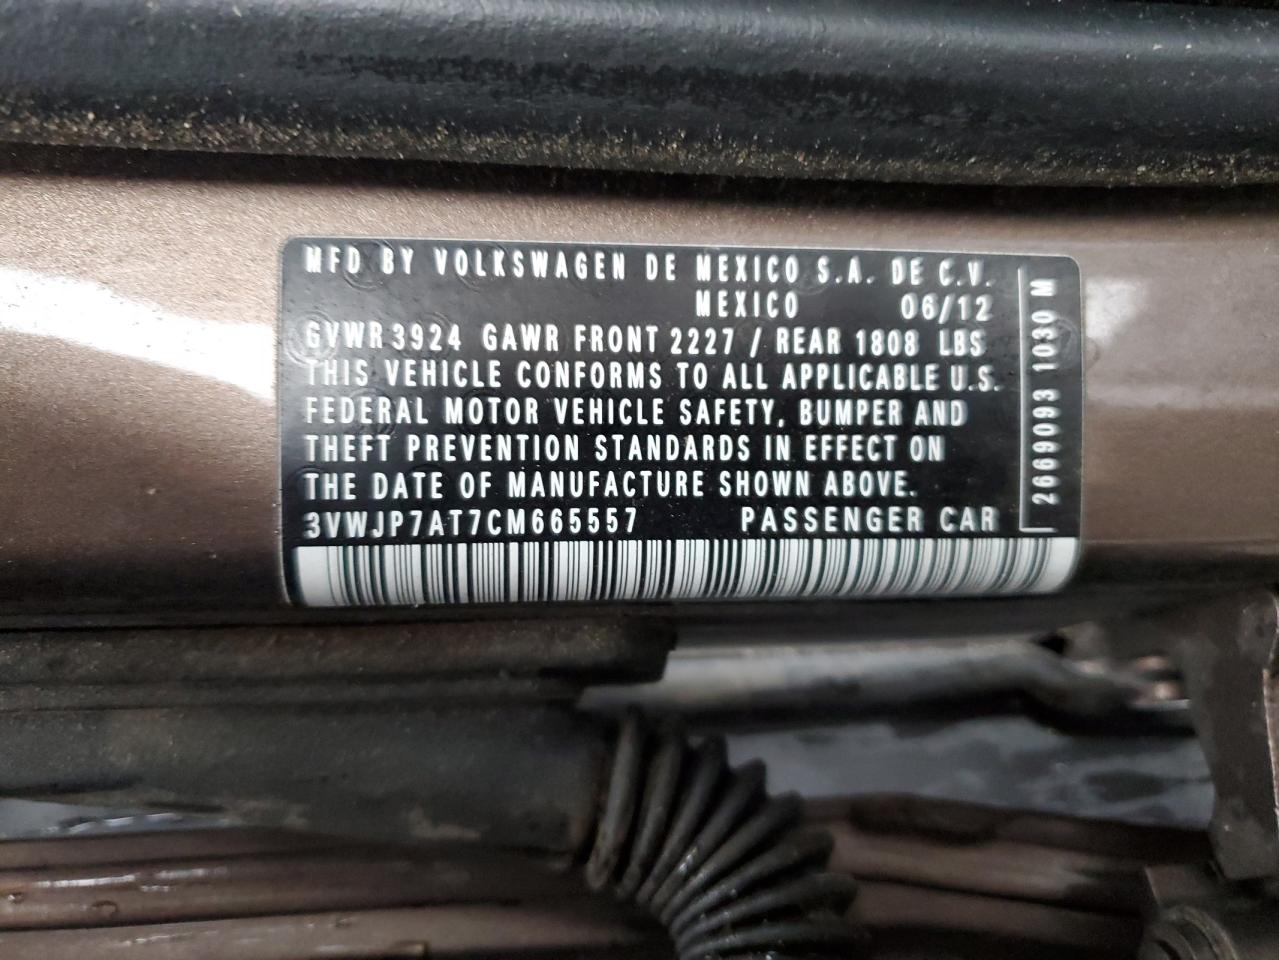 MFD BY VOLKSWAGEN DE MEXICO S.A. DE C.V.
MEXICO 06/12
GVWR 3924 GAWR FRONT 2227 / REAR 1808 LBS
THIS VEHICLE CONFORMS TO ALL APPLICABLE U.S.
FEDERAL MOTOR VEHICLE SAFETY, BUMPER AND
THEFT PREVENTION STANDARDS IN EFFECT ON
THE DATE OF MANUFACTURE SHOWN ABOVE.
3VWJP7AT7CM665557 PASSENGER CAR
2669093 1030 M